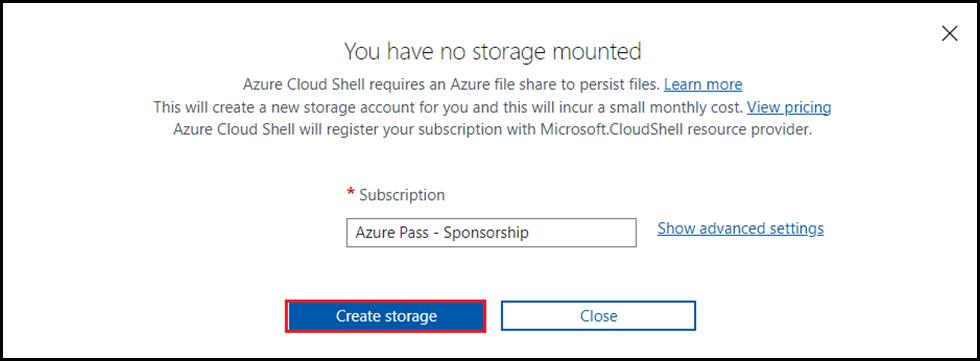 You have no storage mounted
Azure Cloud Shell requires an Azure file share to persist files. Learn more
This will create a new storage account for you and this will incur a small monthly cost. View pricing
Azure Cloud Shell will register your subscription with Microsoft.CloudShell resource provider.
* Subscription
Azure Pass - Sponsorship
Show advanced settings
Create storage
Close